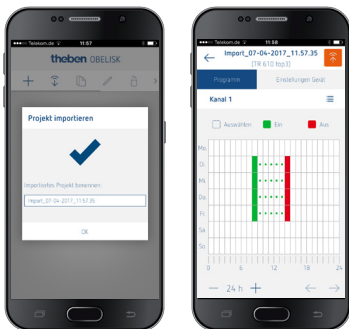 Telekom.de 11:57
theben OBELISK
Projekt importieren
Importiertes Projekt benennen:
Import_07-04-2017_11.57.35
OK
Telekom.de 11:58
Import_07-04-2017_11.57.35
[TR 610 top3]
Programm Einstellungen Gerät
Kanal 1
Auswählen Ein Aus
Mo
Di
Mi
Do
Fr
Sa
So
0 6 12 18 24
24 h